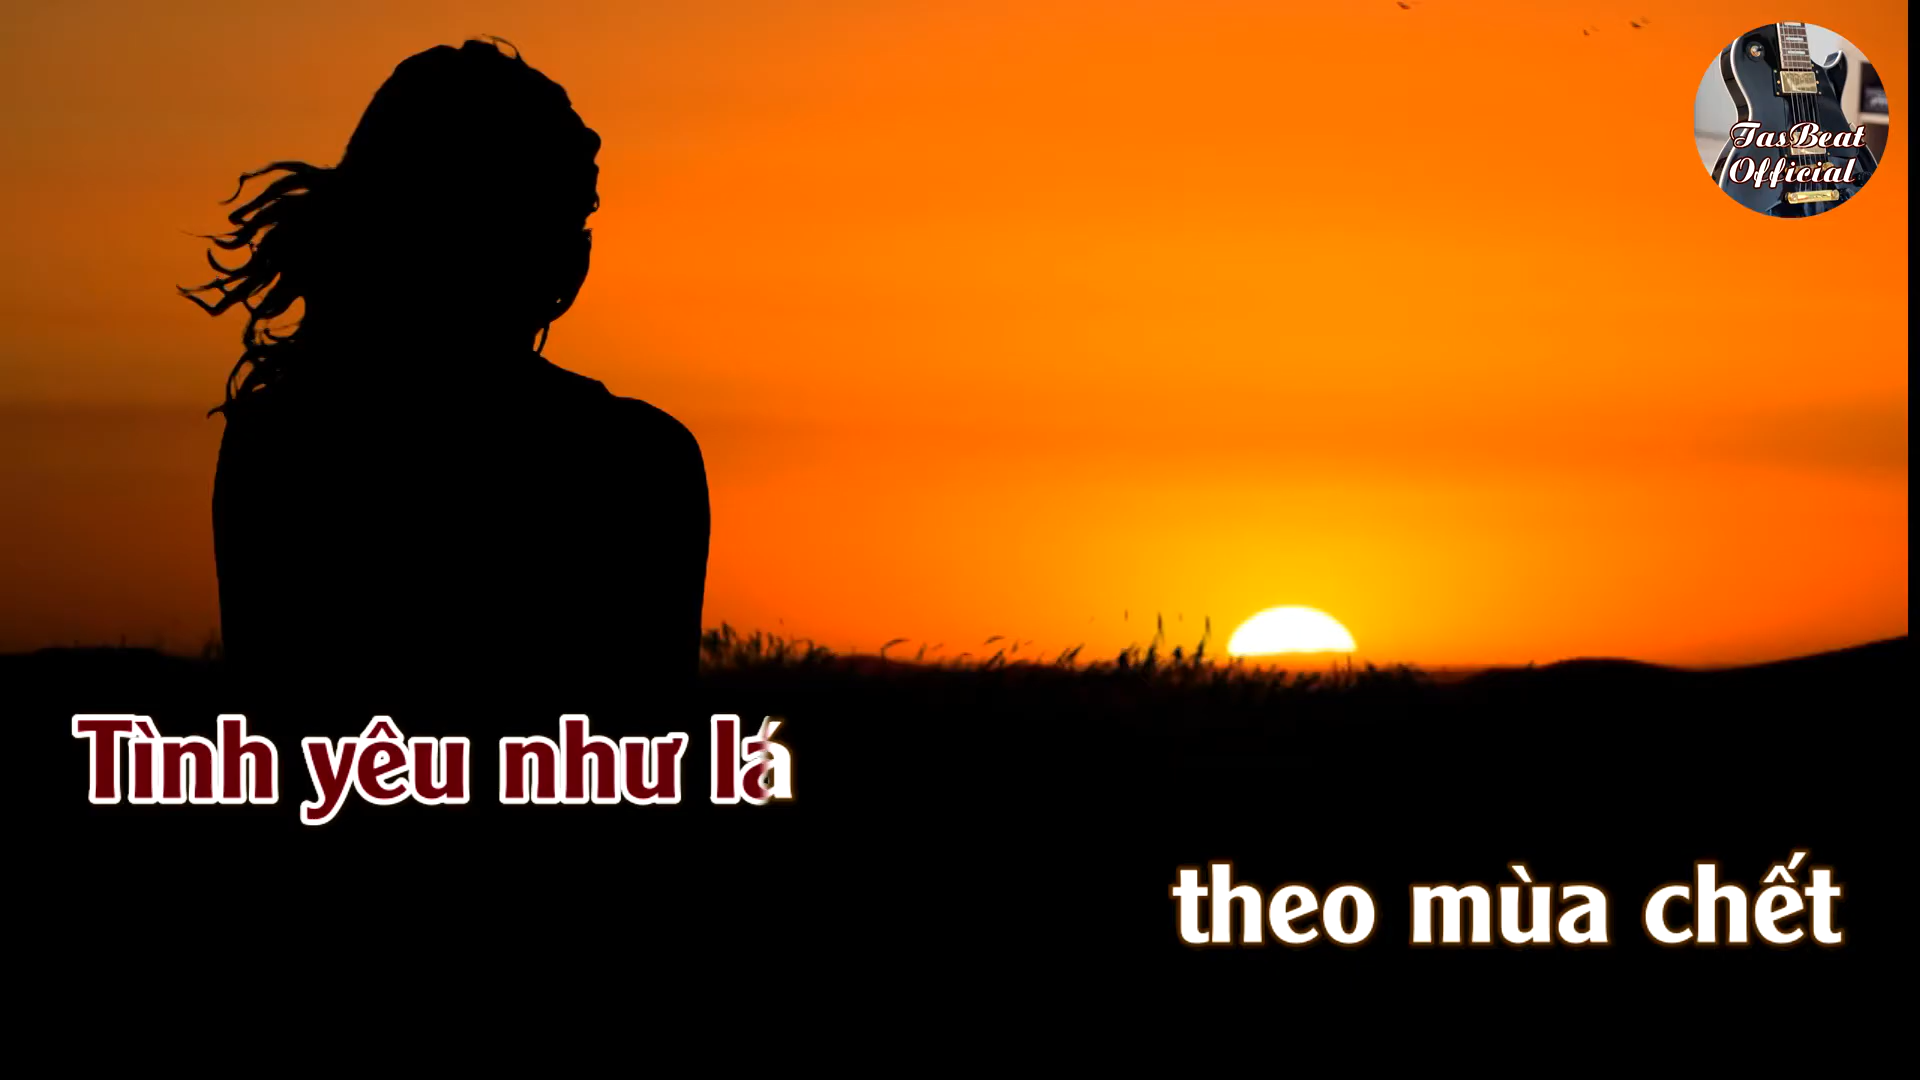 TasBeat
Official
Tình yêu như lá
theo mùa chết